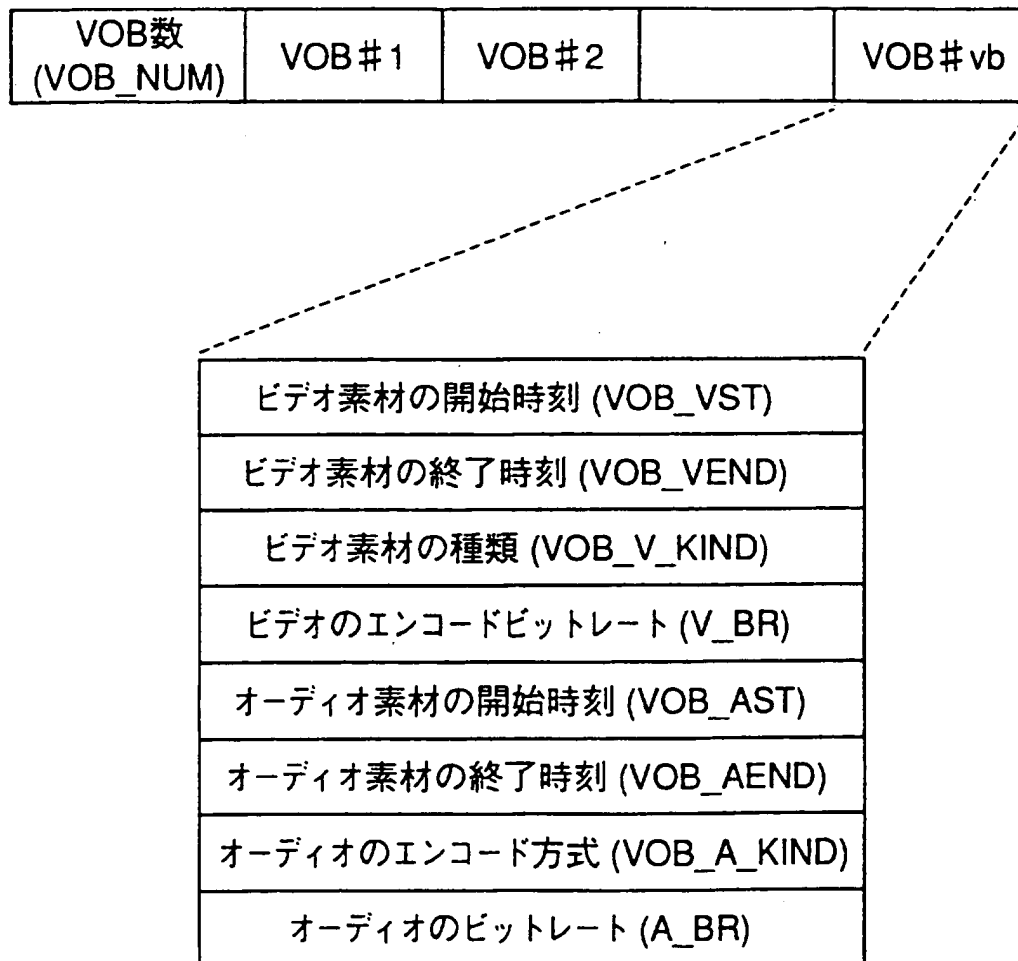 VOB数
(VOB_NUM)
VOB#1
VOB#2
VOB#vb
ビデオ素材の開始時刻 (VOB_VST)
ビデオ素材の終了時刻 (VOB_VEND)
ビデオ素材の種類 (VOB_V_KIND)
ビデオのエンコードビットレート (V_BR)
オーディオ素材の開始時刻 (VOB_AST)
オーディオ素材の終了時刻 (VOB_AEND)
オーディオのエンコード方式 (VOB_A_KIND)
オーディオのビットレート (A_BR)